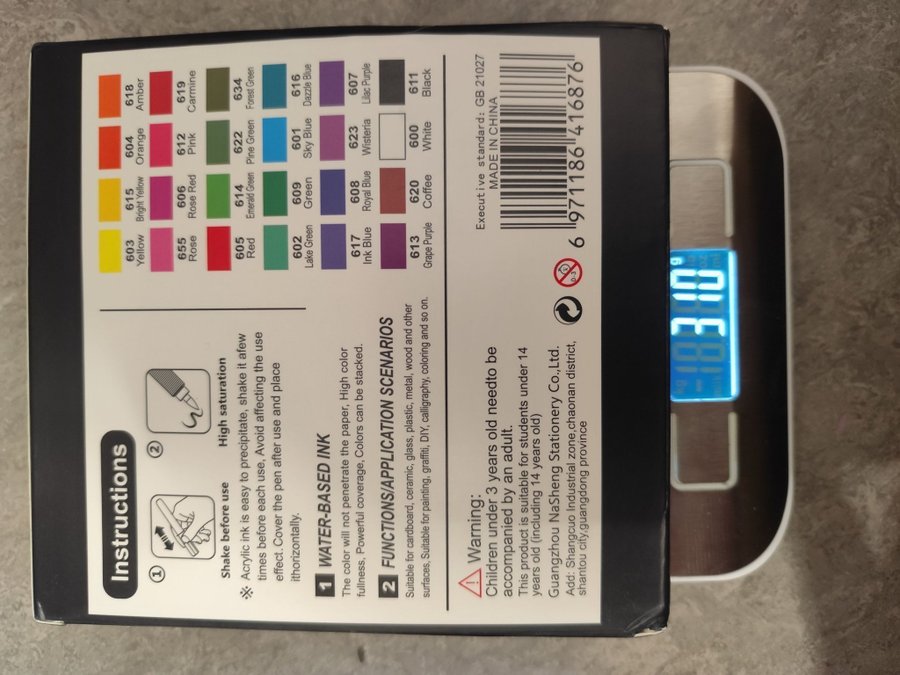 Instructions
1
2
Shake before use
High saturation
※ Acrylic ink is easy to precipitate, shake it afew
times before each use, Avoid affecting the use
effect. Cover the pen after use and place
ithorizontally.
1 WATER-BASED INK
The color will not penetrate the paper, High color
fullness, Powerful coverage, Colors can be stacked.
2 FUNCTIONS/APPLICATION SCENARIOS
Suitable for cardboard, ceramic, glass, plastic, metal, wood and other
surfaces, Suitable for painting, graffiti, DIY, calligraphy, coloring and so on.
603 615 604 618
Yellow Bright Yellow Orange Amber
655 606 612 619
Rose Rose Red Pink Carmine
605 614 622 634
Red Emerald Green Pine Green Forest Green
602 609 601 616
Lake Green Green Sky Blue Dazzle Blue
617 608 623 607
Ink Blue Royal Blue Wisteria Lilac Purple
613 620 600 611
Grape Purple Coffee White Black
Warning:
Children under 3 years old needto be
accompanied by an adult.
This product is suitable for students under 14
years old (including 14 years old)
Guangzhou NaSheng Stationery Co.,Ltd.
Add: Shangcuo Industrial zone,chaonan district,
shantou city,guangdong province
0-3
Executive standard: GB 21027
MADE IN CHINA
6 971186 416876
310 g